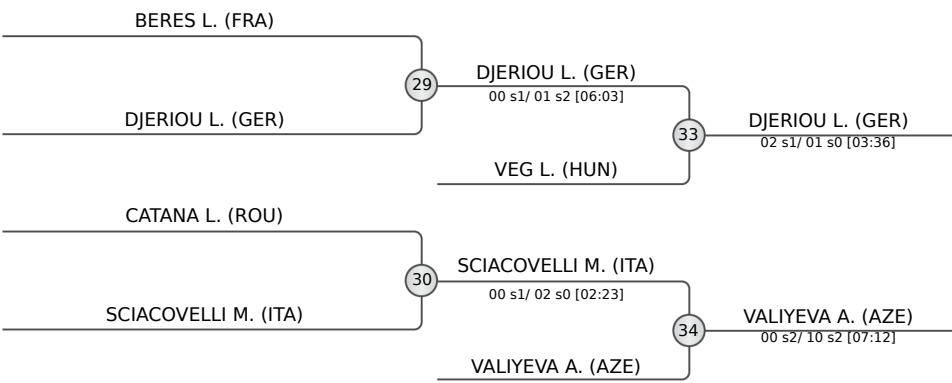 BERES L. (FRA)
29
DJERIOU L. (GER)
00 s1/ 01 s2 [06:03]
DJERIOU L. (GER)
33
DJERIOU L. (GER)
02 s1/ 01 s0 [03:36]
VEG L. (HUN)
CATANA L. (ROU)
30
SCIACOVELLI M. (ITA)
00 s1/ 02 s0 [02:23]
SCIACOVELLI M. (ITA)
34
VALIYEVA A. (AZE)
00 s2/ 10 s2 [07:12]
VALIYEVA A. (AZE)